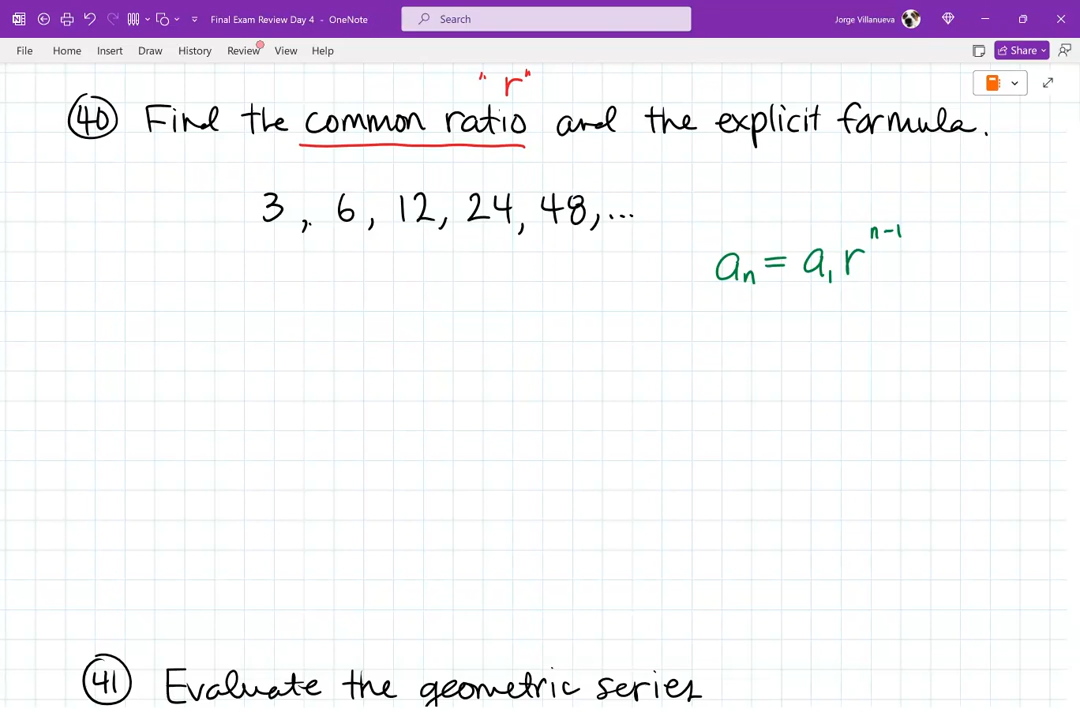 Final Exam Review Day 4 - OneNote
Search
Jorge Villanueva
File Home Insert Draw History Review View Help
Share
"r"
40 Find the common ratio and the explicit formula.
3, 6, 12, 24, 48, ...
aₙ = a₁rⁿ⁻¹
41 Evaluate the geometric series